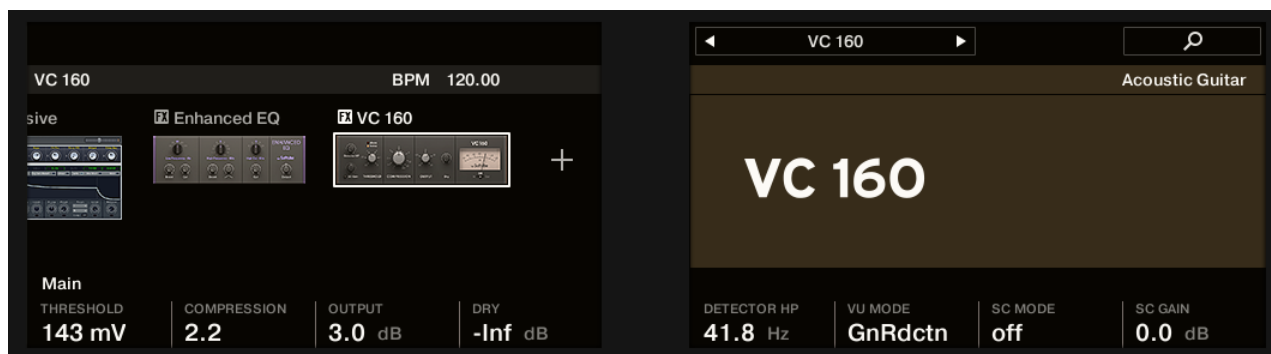 VC 160
VC 160 BPM 120.00
Acoustic Guitar
sive FX Enhanced EQ FX VC 160
VC 160
Main
THRESHOLD COMPRESSION OUTPUT DRY
143 mV 2.2 3.0 dB -Inf dB
DETECTOR HP VU MODE SC MODE SC GAIN
41.8 Hz GnRdctn off 0.0 dB